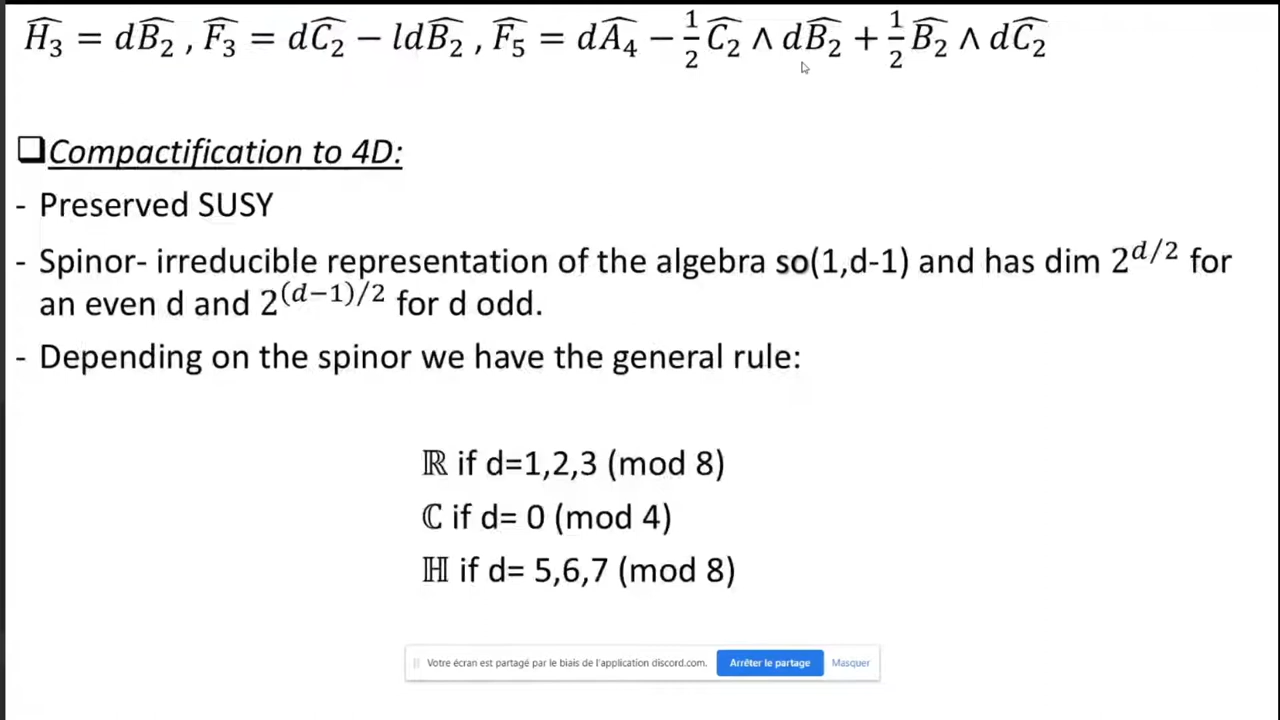 Ĥ₃ = dB̂₂ , F̂₃ = dĈ₂ − ldB̂₂ , F̂₅ = dÂ₄ − ½Ĉ₂ ∧ dB̂₂ + ½B̂₂ ∧ dĈ₂
❑Compactification to 4D:
- Preserved SUSY
- Spinor- irreducible representation of the algebra so(1,d-1) and has dim 2^{d/2} for
an even d and 2^{(d−1)/2} for d odd.
- Depending on the spinor we have the general rule:
ℝ if d=1,2,3 (mod 8)
ℂ if d= 0 (mod 4)
ℍ if d= 5,6,7 (mod 8)
Votre écran est partagé par le biais de l'application discord.com. Arrêter le partage Masquer